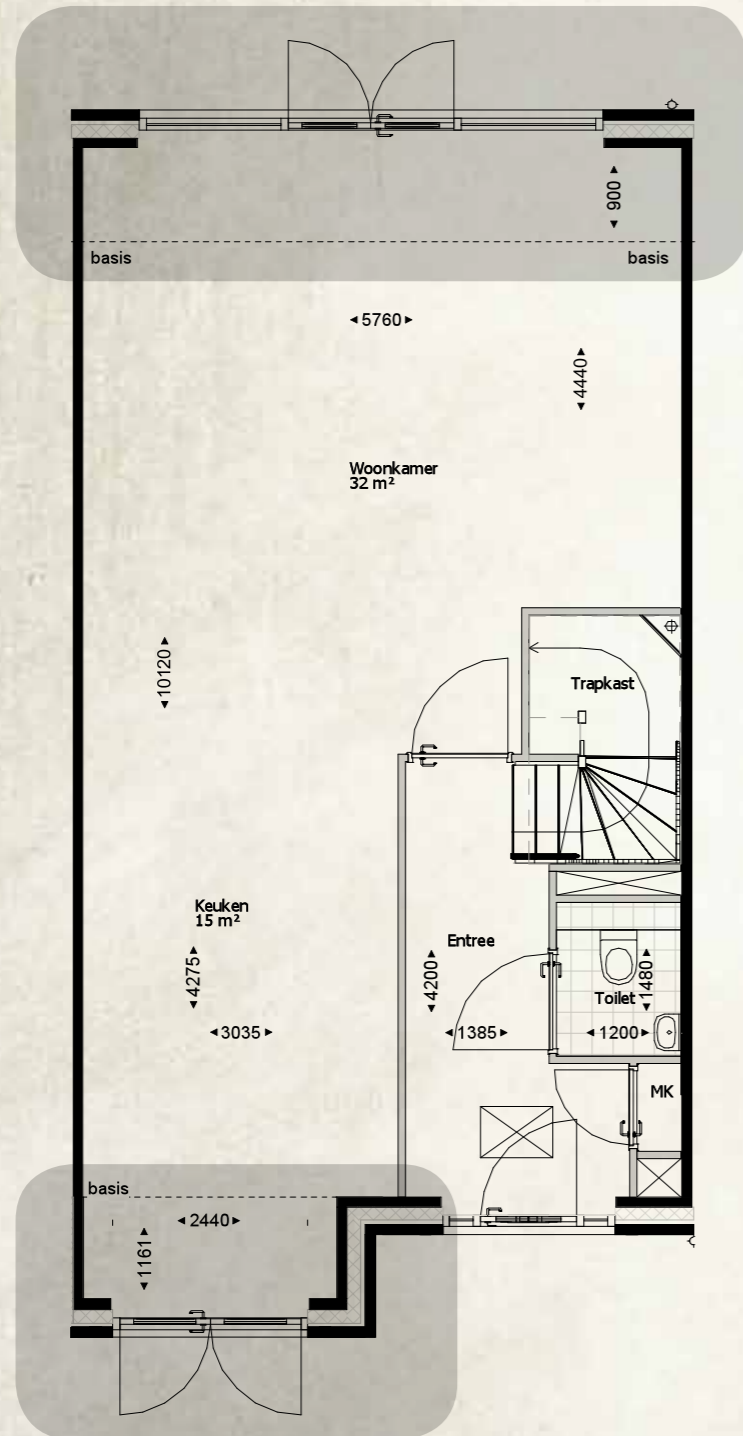 900
basis
basis
5760
4440
Woonkamer
32 m²
10120
Trapkast
Keuken
15 m²
Entree
4275
4200
1480
Toilet
3035
1385
1200
MK
basis
2440
1161